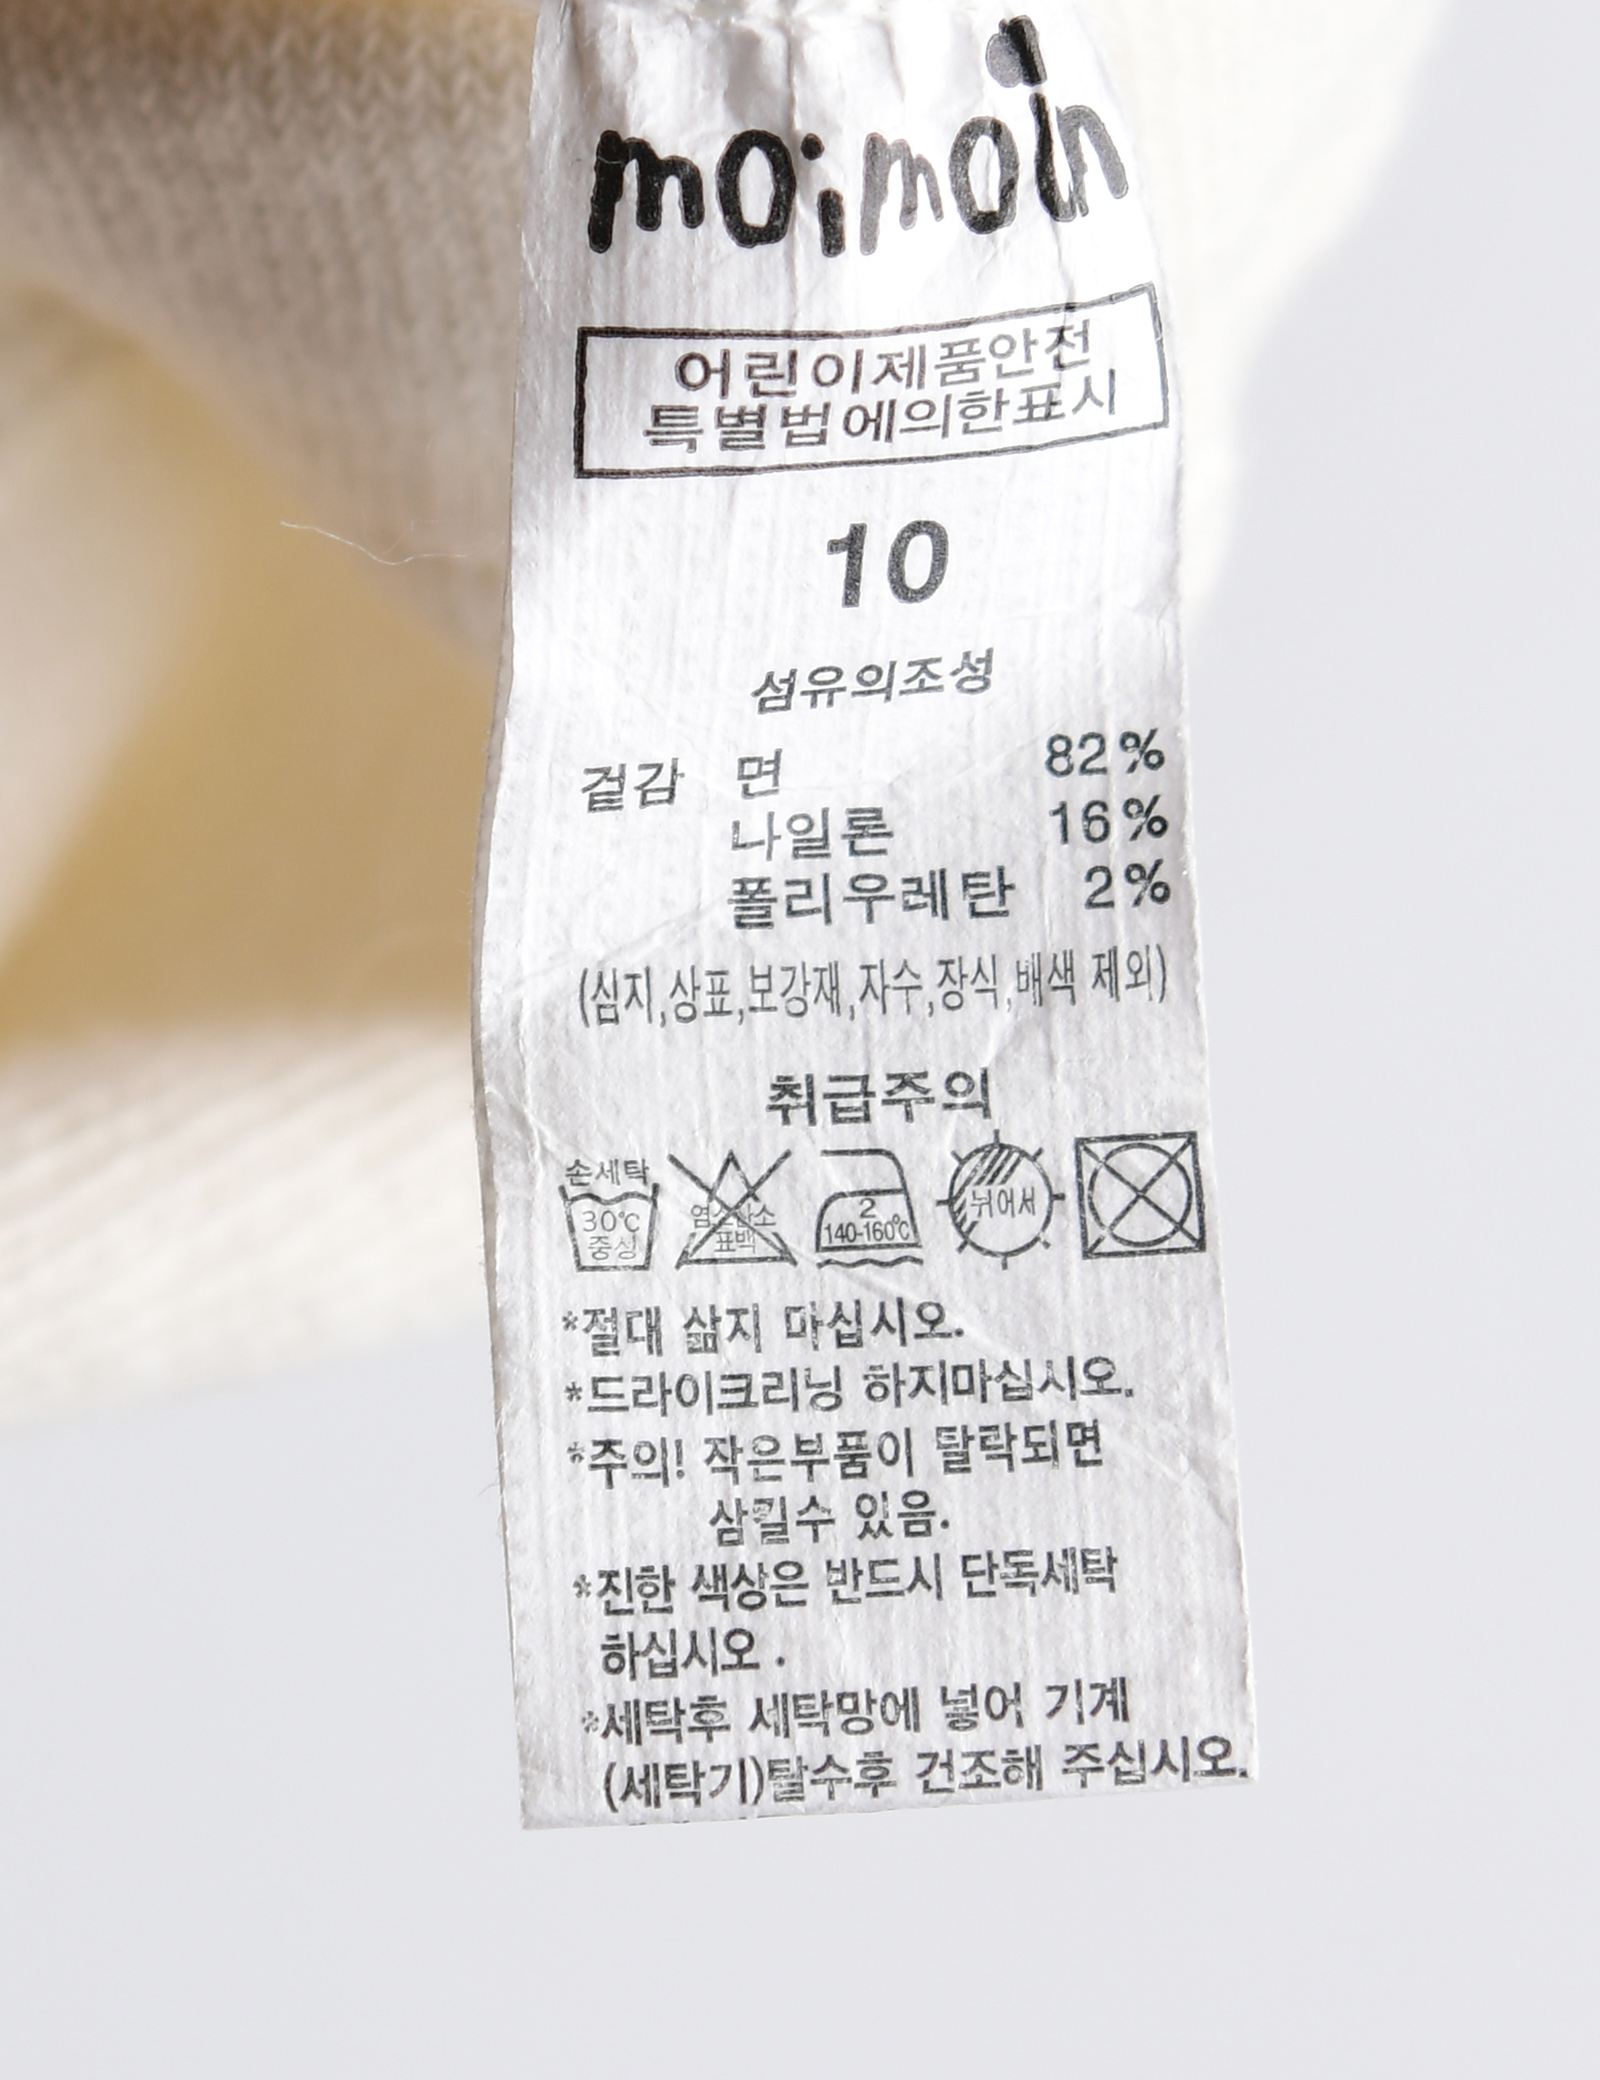 moimoln
어린이제품안전
특별법에의한표시
10
섬유의조성
겉감 면 82%
나일론 16%
폴리우레탄 2%
(심지,상표,보강재,자수,장식,배색 제외)
취급주의
손세탁
30℃
중성
염소산소
표백
2
140-160℃
뉘어서
*절대 삶지 마십시오.
*드라이크리닝 하지마십시오.
*주의! 작은부품이 탈락되면
삼킬수 있음.
*진한 색상은 반드시 단독세탁
하십시오 .
*세탁후 세탁망에 넣어 기계
(세탁기)탈수후 건조해 주십시오.